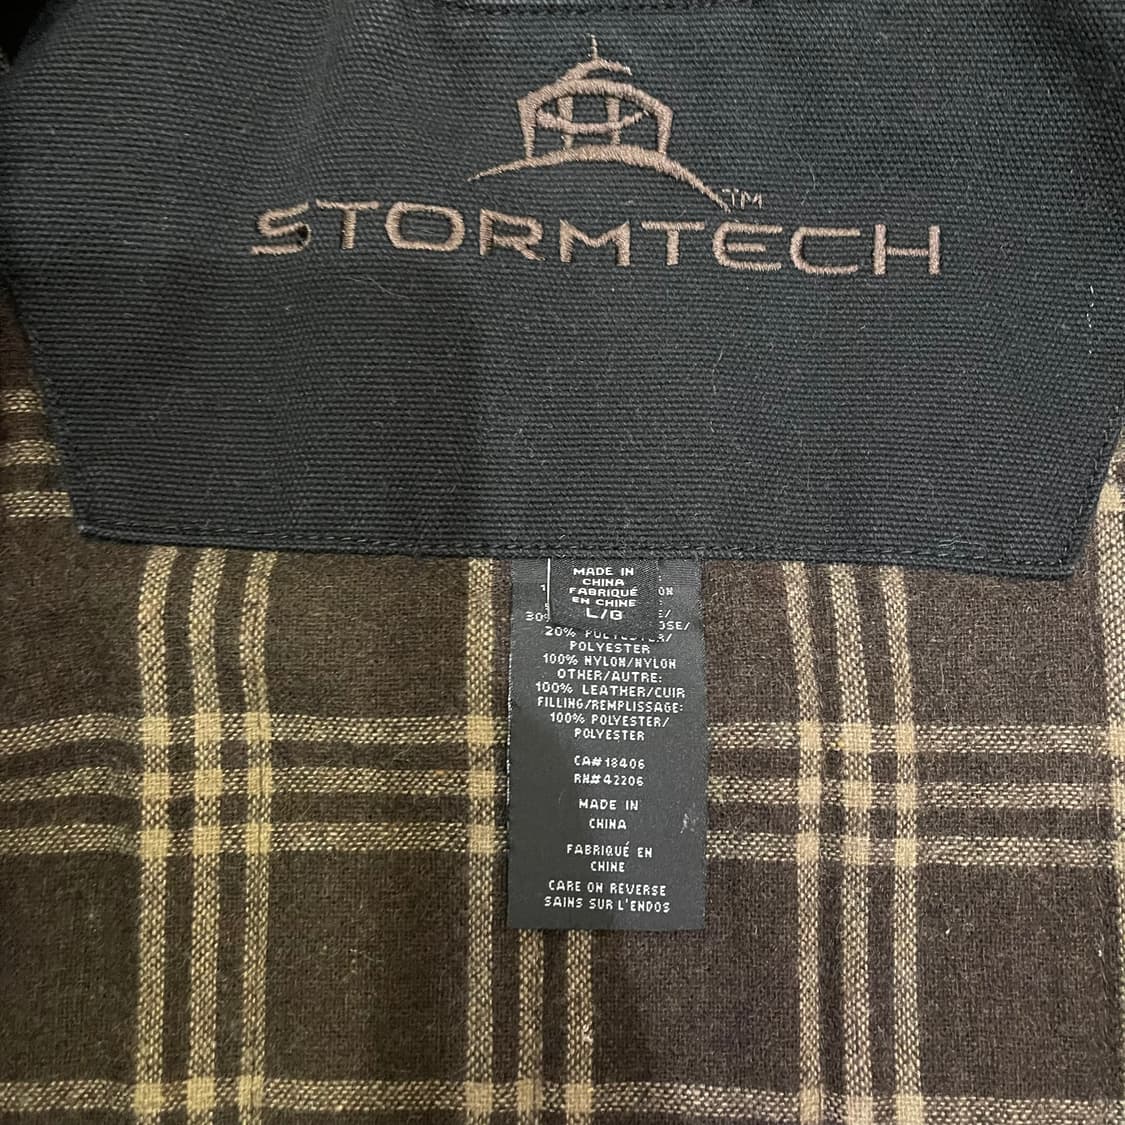 STORMTECH™
MADE IN
CHINA
FABRIQUÉ
EN CHINE
L/G
20% POLYESTER/
POLYESTER
100% NYLON/NYLON
OTHER/AUTRE:
100% LEATHER/CUIR
FILLING/REMPLISSAGE:
100% POLYESTER/
POLYESTER
CA#18406
RN#42206
MADE IN
CHINA
FABRIQUÉ EN
CHINE
CARE ON REVERSE
SAINS SUR L'ENDOS